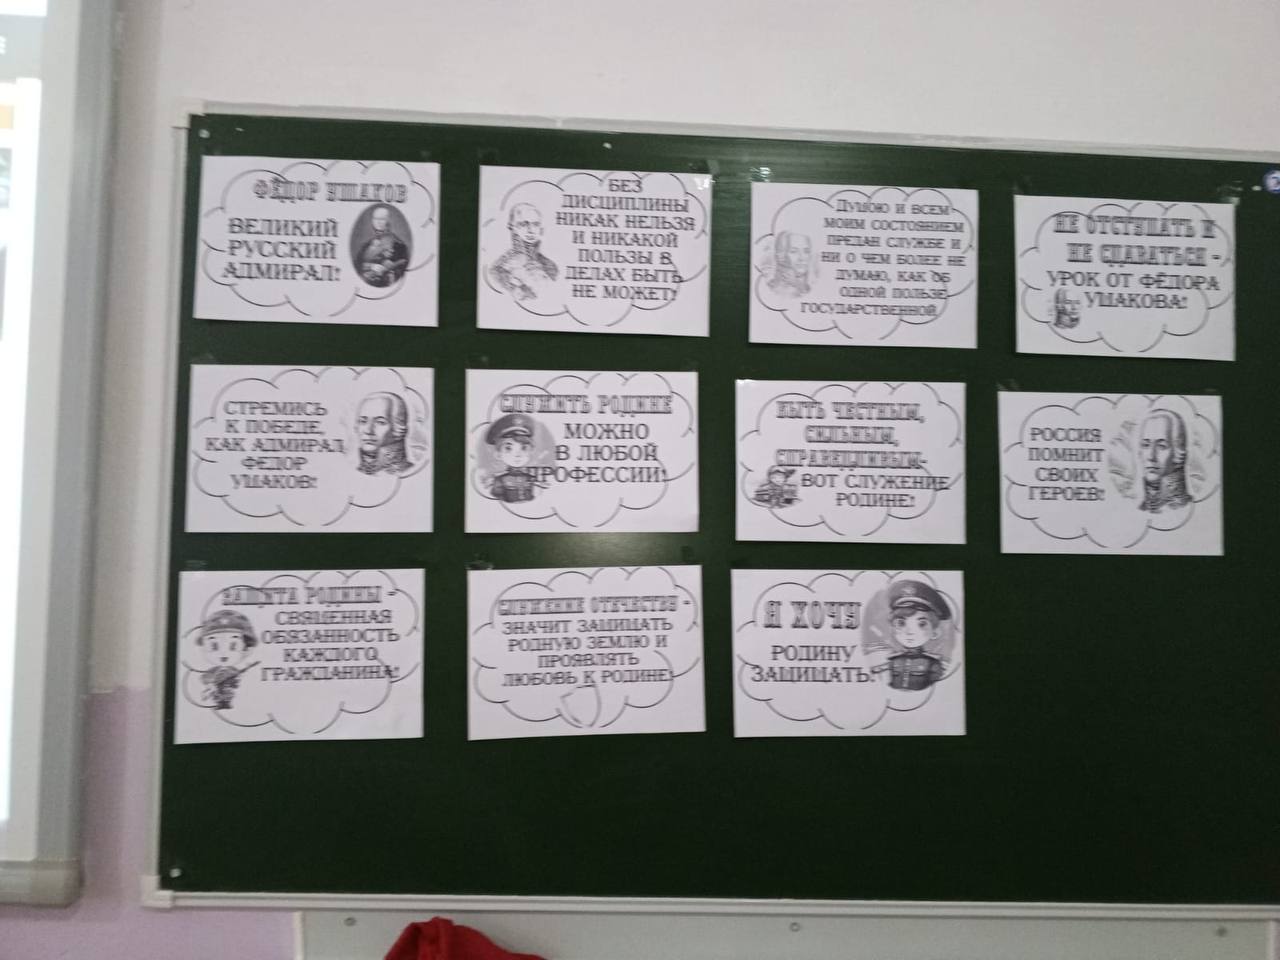 ФЁДОР УШАКОВ
ВЕЛИКИЙ
РУССКИЙ
АДМИРАЛ!
БЕЗ
ДИСЦИПЛИНЫ
НИКАК НЕЛЬЗЯ
И НИКАКОЙ
ПОЛЬЗЫ В
ДЕЛАХ БЫТЬ
НЕ МОЖЕТ!
ДУШОЮ И ВСЕМ
МОИМ СОСТОЯНИЕМ
ПРЕДАН СЛУЖБЕ И
НИ О ЧЕМ БОЛЕЕ НЕ
ДУМАЮ, КАК ОБ
ОДНОЙ ПОЛЬЗЕ
ГОСУДАРСТВЕННОЙ
НЕ ОТСТУПАТЬ И
НЕ СДАВАТЬСЯ -
УРОК ОТ ФЁДОРА
УШАКОВА!
СТРЕМИСЬ
К ПОБЕДЕ,
КАК АДМИРАЛ
ФЕДОР
УШАКОВ!
СЛУЖИТЬ РОДИНЕ
МОЖНО
В ЛЮБОЙ
ПРОФЕССИИ!
БЫТЬ ЧЕСТНЫМ,
СИЛЬНЫМ,
СПРАВЕДЛИВЫМ-
ВОТ СЛУЖЕНИЕ
РОДИНЕ!
РОССИЯ
ПОМНИТ
СВОИХ
ГЕРОЕВ!
ЗАЩИТА РОДИНЫ -
СВЯЩЕННАЯ
ОБЯЗАННОСТЬ
КАЖДОГО
ГРАЖДАНИНА!
СЛУЖЕНИЕ ОТЕЧЕСТВУ -
ЗНАЧИТ ЗАЩИЩАТЬ
РОДНУЮ ЗЕМЛЮ И
ПРОЯВЛЯТЬ
ЛЮБОВЬ К РОДИНЕ!
Я ХОЧУ
РОДИНУ
ЗАЩИЩАТЬ!